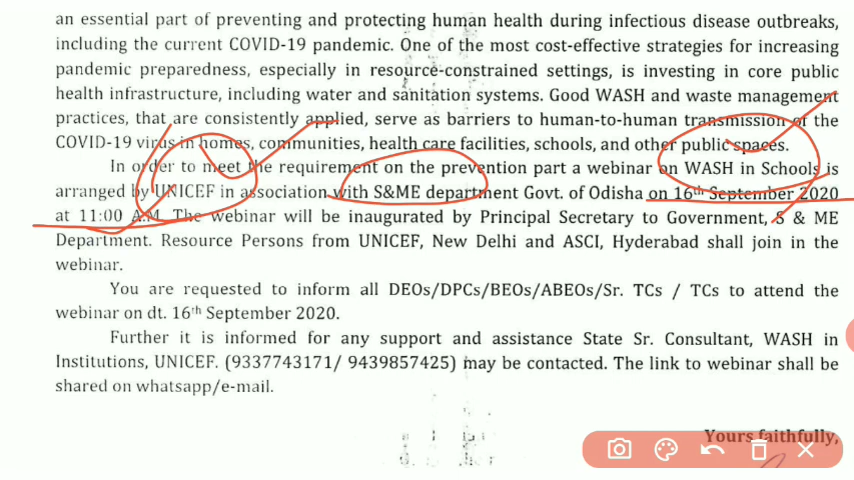 an essential part of preventing and protecting human health during infectious disease outbreaks,
including the current COVID-19 pandemic. One of the most cost-effective strategies for increasing
pandemic preparedness, especially in resource-constrained settings, is investing in core public
health infrastructure, including water and sanitation systems. Good WASH and waste management
practices, that are consistently applied, serve as barriers to human-to-human transmission of the
COVID-19 virus in homes, communities, health care facilities, schools, and other public spaces.
In order to meet the requirement on the prevention part a webinar on WASH in Schools is
arranged by UNICEF in association with S&ME department Govt. of Odisha on 16th September 2020
at 11:00 A.M. The webinar will be inaugurated by Principal Secretary to Government, S & ME
Department. Resource Persons from UNICEF, New Delhi and ASCI, Hyderabad shall join in the
webinar.
You are requested to inform all DEOs/DPCs/BEOs/ABEOs/Sr. TCs / TCs to attend the
webinar on dt. 16th September 2020.
Further it is informed for any support and assistance State Sr. Consultant, WASH in
Institutions, UNICEF. (9337743171/ 9439857425) may be contacted. The link to webinar shall be
shared on whatsapp/e-mail.
Yours faithfully,